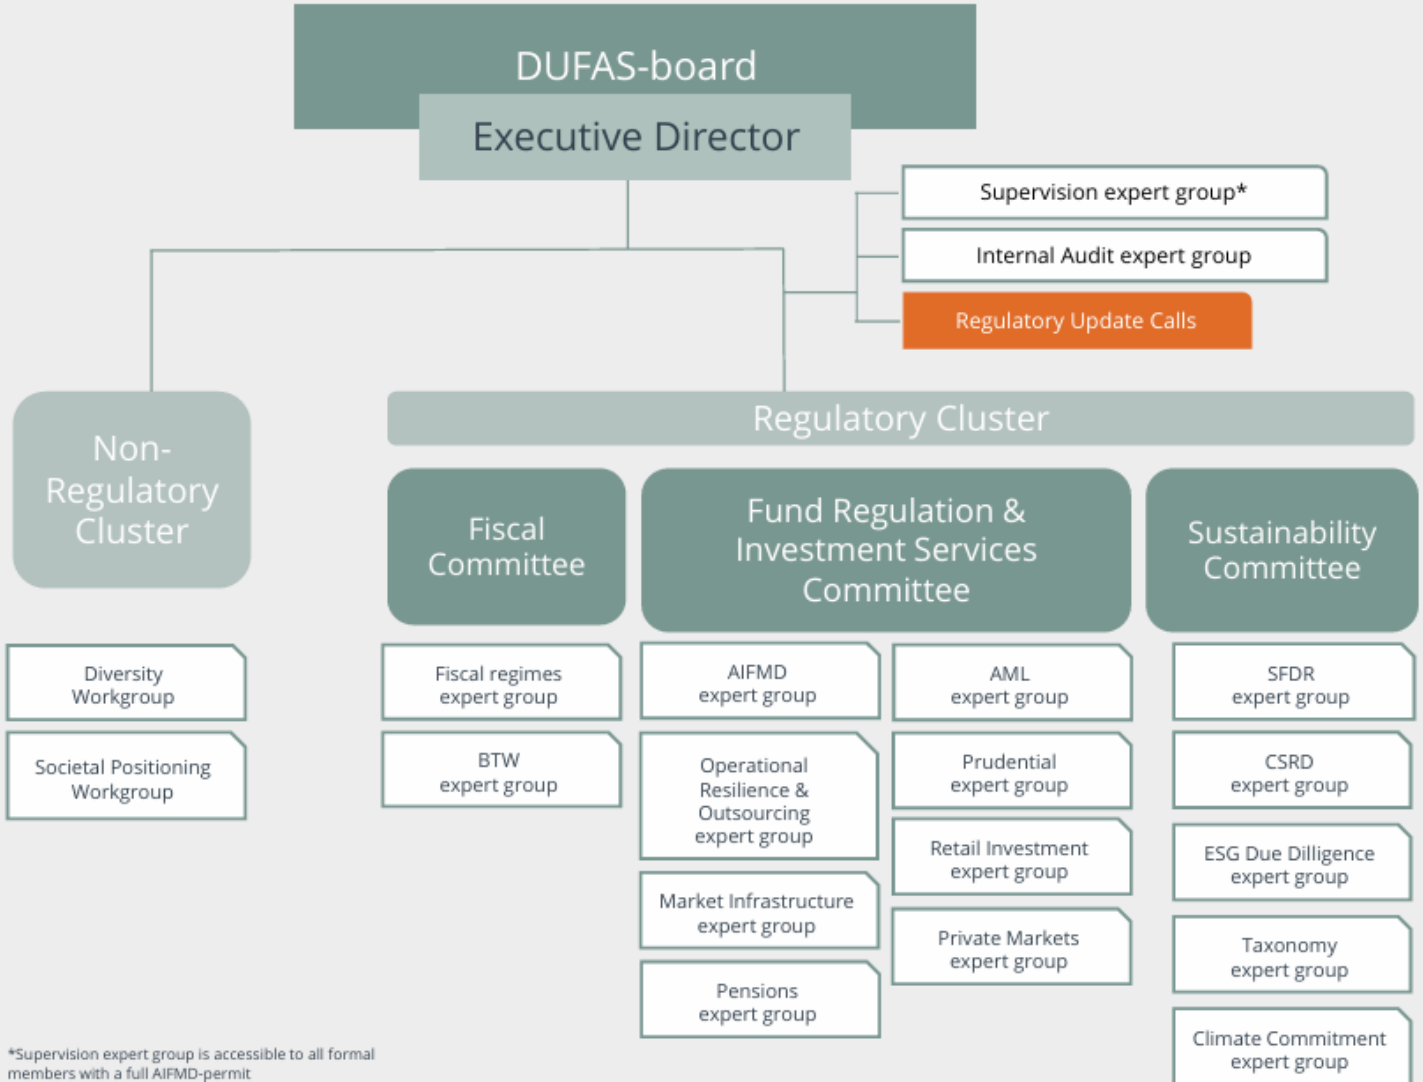 DUFAS-board
Executive Director
Supervision expert group*
Internal Audit expert group
Regulatory Update Calls
Non-
Regulatory
Cluster
Regulatory Cluster
Fiscal
Committee
Fund Regulation &
Investment Services
Committee
Sustainability
Committee
Diversity
Workgroup
Societal Positioning
Workgroup
Fiscal regimes
expert group
BTW
expert group
AIFMD
expert group
Operational
Resilience &
Outsourcing
expert group
Market Infrastructure
expert group
Pensions
expert group
AML
expert group
Prudential
expert group
Retail Investment
expert group
Private Markets
expert group
SFDR
expert group
CSRD
expert group
ESG Due Dilligence
expert group
Taxonomy
expert group
Climate Commitment
expert group
*Supervision expert group is accessible to all formal
members with a full AIFMD-permit